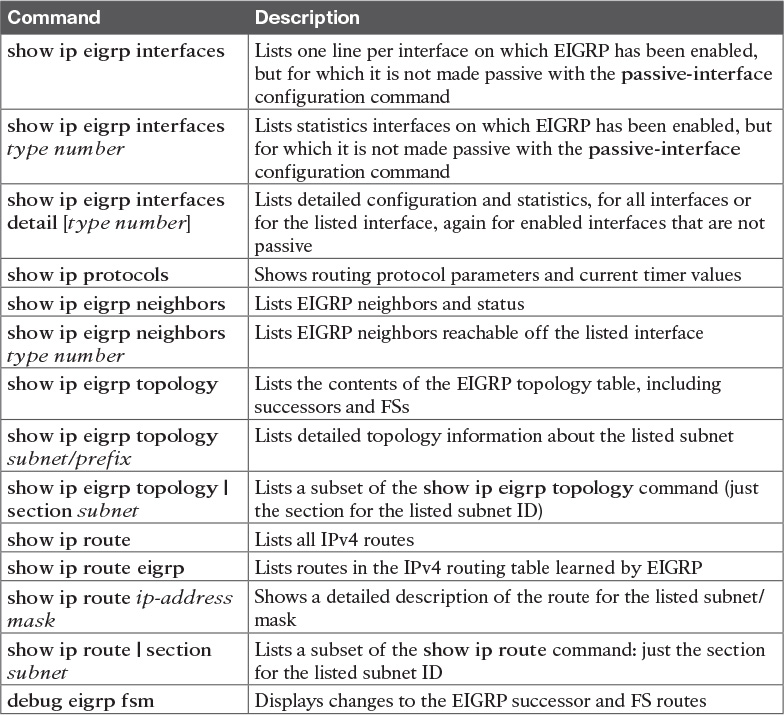 Command Description
show ip eigrp interfaces Lists one line per interface on which EIGRP has been enabled,
but for which it is not made passive with the passive-interface
configuration command
show ip eigrp interfaces Lists statistics interfaces on which EIGRP has been enabled, but
type number for which it is not made passive with the passive-interface
configuration command
show ip eigrp interfaces Lists detailed configuration and statistics, for all interfaces or
detail [type number] for the listed interface, again for enabled interfaces that are not
passive
show ip protocols Shows routing protocol parameters and current timer values
show ip eigrp neighbors Lists EIGRP neighbors and status
show ip eigrp neighbors Lists EIGRP neighbors reachable off the listed interface
type number
show ip eigrp topology Lists the contents of the EIGRP topology table, including
successors and FSs
show ip eigrp topology Lists detailed topology information about the listed subnet
subnet/prefix
show ip eigrp topology | Lists a subset of the show ip eigrp topology command (just
section subnet the section for the listed subnet ID)
show ip route Lists all IPv4 routes
show ip route eigrp Lists routes in the IPv4 routing table learned by EIGRP
show ip route ip-address Shows a detailed description of the route for the listed subnet/
mask mask
show ip route | section Lists a subset of the show ip route command: just the section
subnet for the listed subnet ID
debug eigrp fsm Displays changes to the EIGRP successor and FS routes